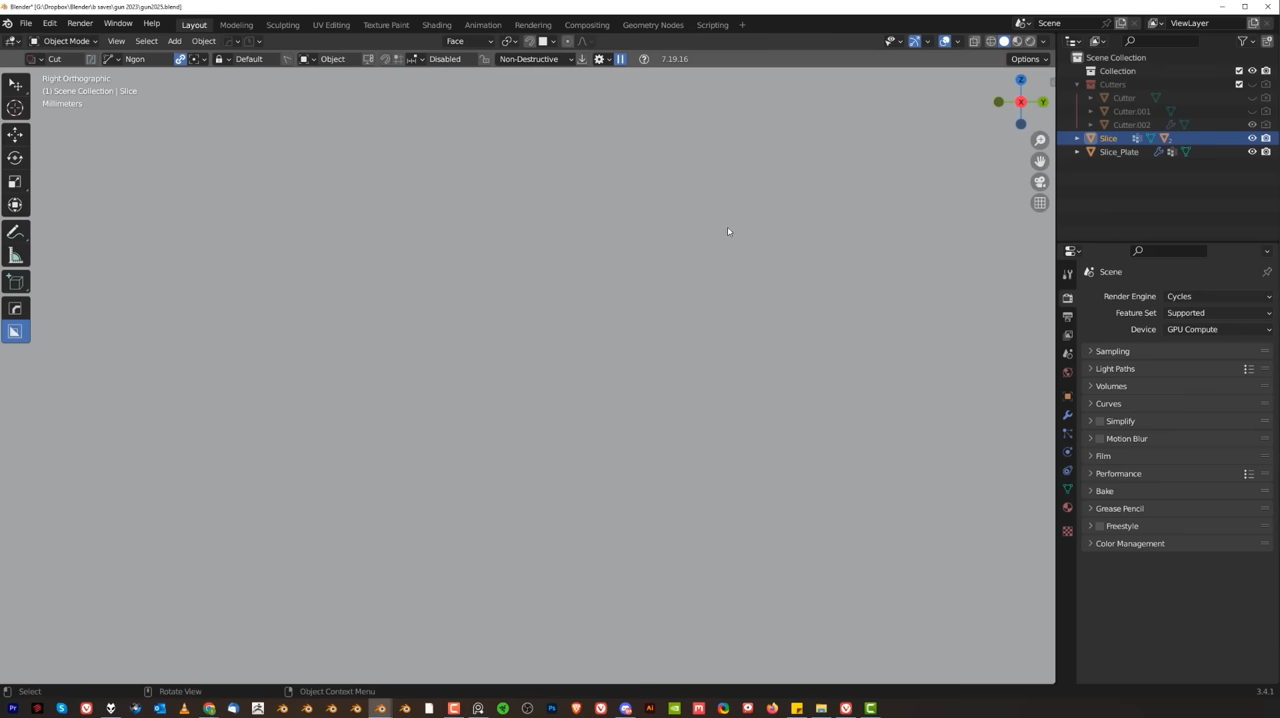 Blender* [G:\Dropbox\Blender\b saves\gun 2023\gun2025.blend]
File Edit Render Window Help Layout Modeling Sculpting UV Editing Texture Paint Shading Animation Rendering Compositing Geometry Nodes Scripting + Scene ViewLayer
Object Mode View Select Add Object Face
Cut Ngon Default Object Disabled Non-Destructive 7.19.16 Options
Right Orthographic
(1) Scene Collection | Slice
Millimeters
Z
X
Y
Scene Collection
Collection
Cutters
Cutter
Cutter.001
Cutter.002
Slice 2
Slice_Plate
Scene
Render Engine Cycles
Feature Set Supported
Device GPU Compute
Sampling
Light Paths
Volumes
Curves
Simplify
Motion Blur
Film
Performance
Bake
Grease Pencil
Freestyle
Color Management
Select Rotate View Object Context Menu 3.4.1